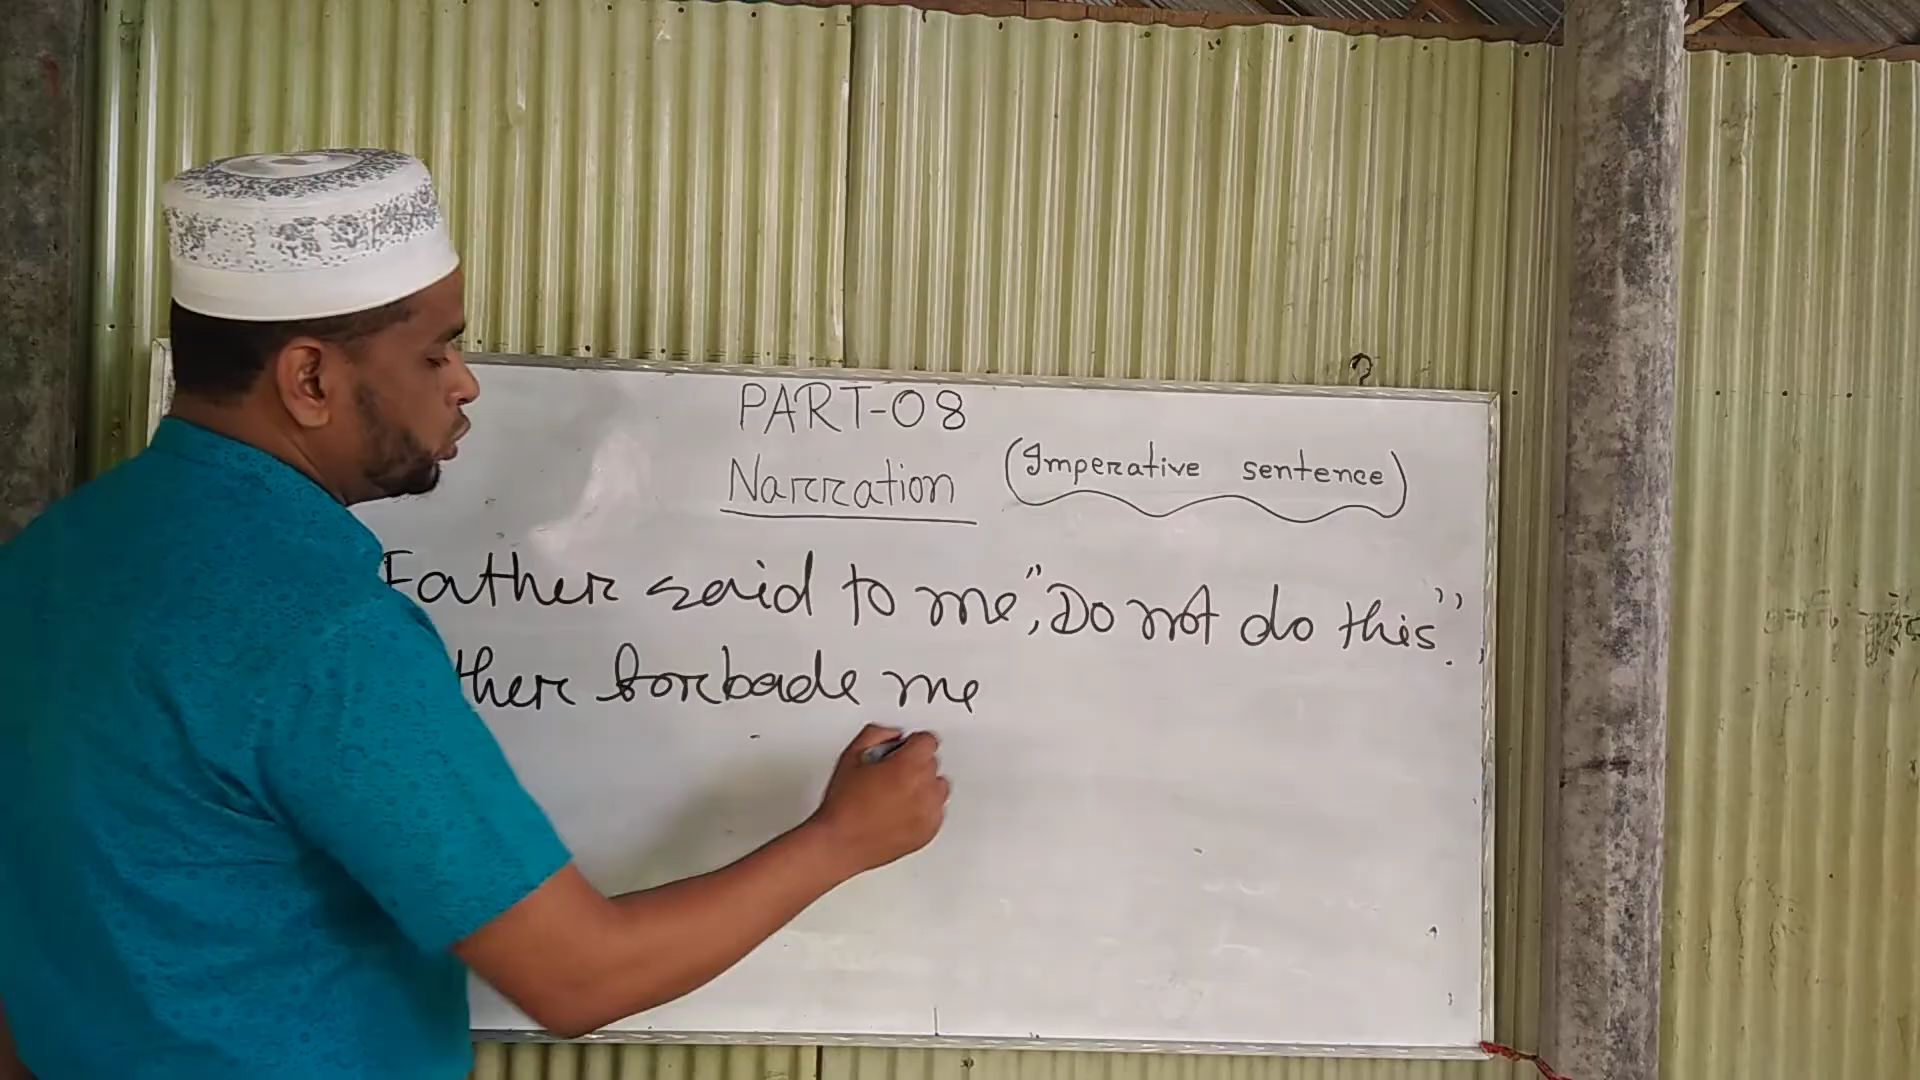 PART-08
Narration (Imperative sentence)
Father said to me, "Do not do this."
ther forbade me